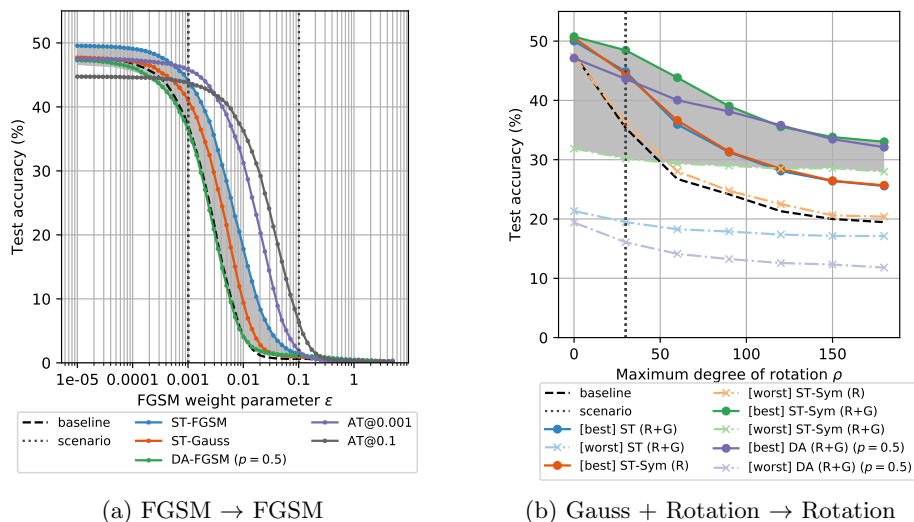 50
40
30
20
10
0
Test accuracy (%)
1e-05 0.0001 0.001 0.01 0.1 1
FGSM weight parameter ε
baseline
scenario
ST-FGSM
ST-Gauss
DA-FGSM (p = 0.5)
AT@0.001
AT@0.1
(a) FGSM → FGSM
50
40
30
20
10
0
Test accuracy (%)
0 50 100 150
Maximum degree of rotation ρ
baseline
scenario
[best] ST (R+G)
[worst] ST (R+G)
[best] ST-Sym (R)
[worst] ST-Sym (R)
[best] ST-Sym (R+G)
[worst] ST-Sym (R+G)
[best] DA (R+G) (p = 0.5)
[worst] DA (R+G) (p = 0.5)
(b) Gauss + Rotation → Rotation